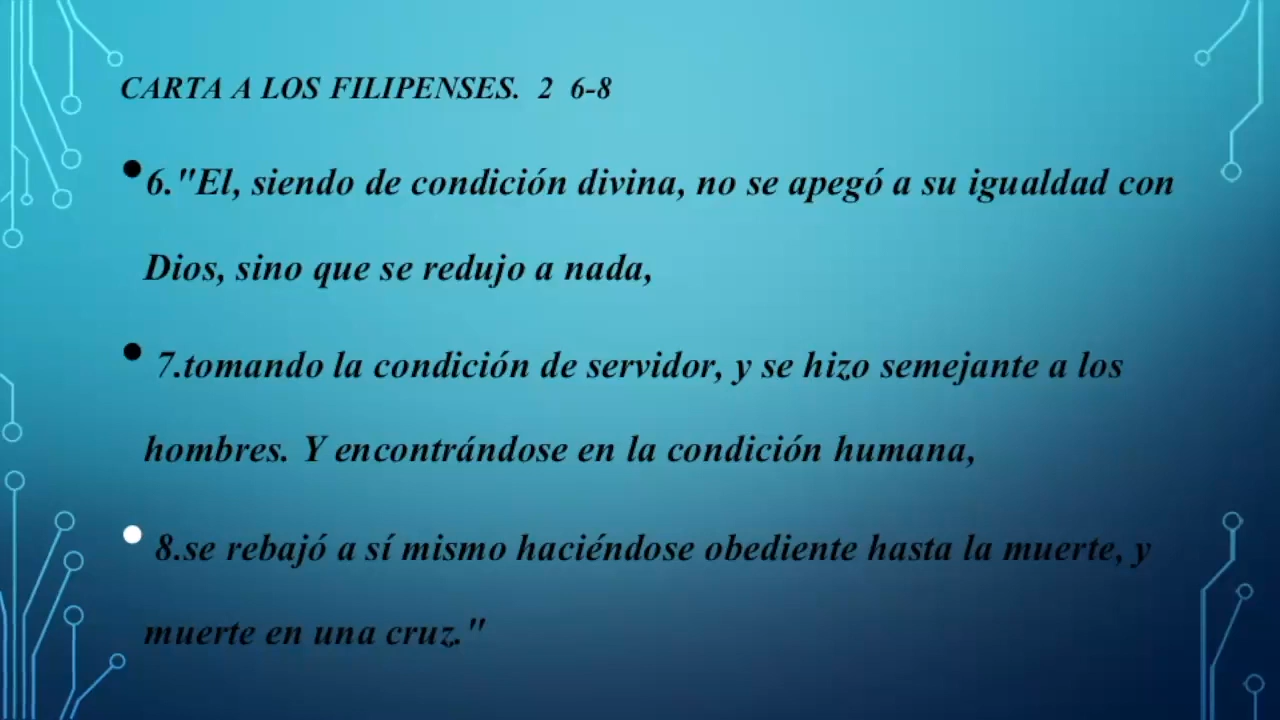 CARTA A LOS FILIPENSES.  2  6-8
•6."El, siendo de condición divina, no se apegó a su igualdad con
Dios, sino que se redujo a nada,
• 7.tomando la condición de servidor, y se hizo semejante a los
hombres. Y encontrándose en la condición humana,
• 8.se rebajó a sí mismo haciéndose obediente hasta la muerte, y
muerte en una cruz."